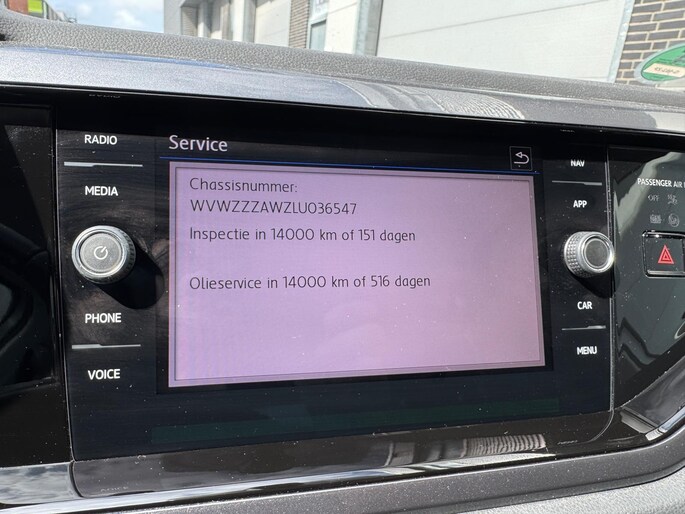 RADIO
MEDIA
PHONE
VOICE
Service
Chassisnummer:
WVWZZZAWZLU036547
Inspectie in 14000 km of 151 dagen
Olieservice in 14000 km of 516 dagen
NAV
APP
CAR
MENU
PASSENGER AIR
OFF